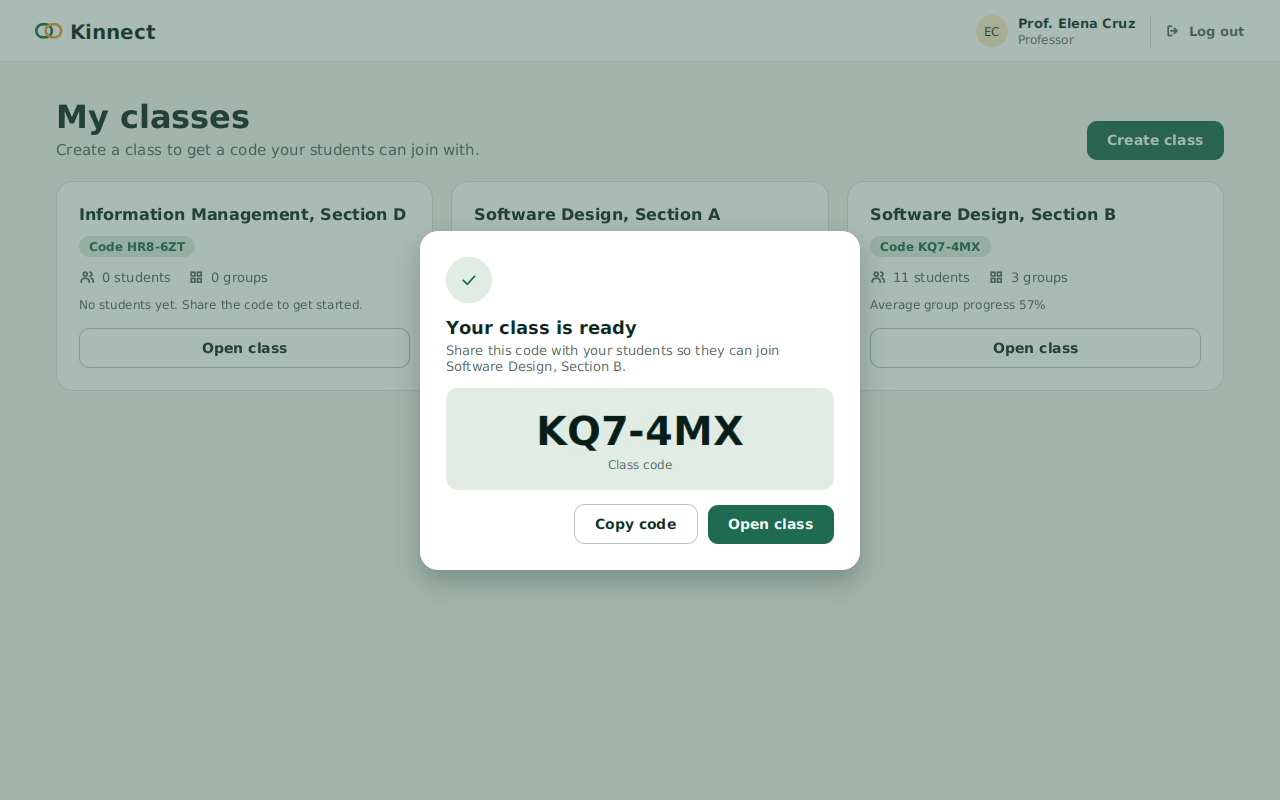 Kinnect
EC
Prof. Elena Cruz
Professor
Log out
My classes
Create a class to get a code your students can join with.
Create class
Information Management, Section D
Code HR8-6ZT
0 students
0 groups
No students yet. Share the code to get started.
Open class
Software Design, Section A
Software Design, Section B
Code KQ7-4MX
11 students
3 groups
Average group progress 57%
Open class
Your class is ready
Share this code with your students so they can join
Software Design, Section B.
KQ7-4MX
Class code
Copy code
Open class